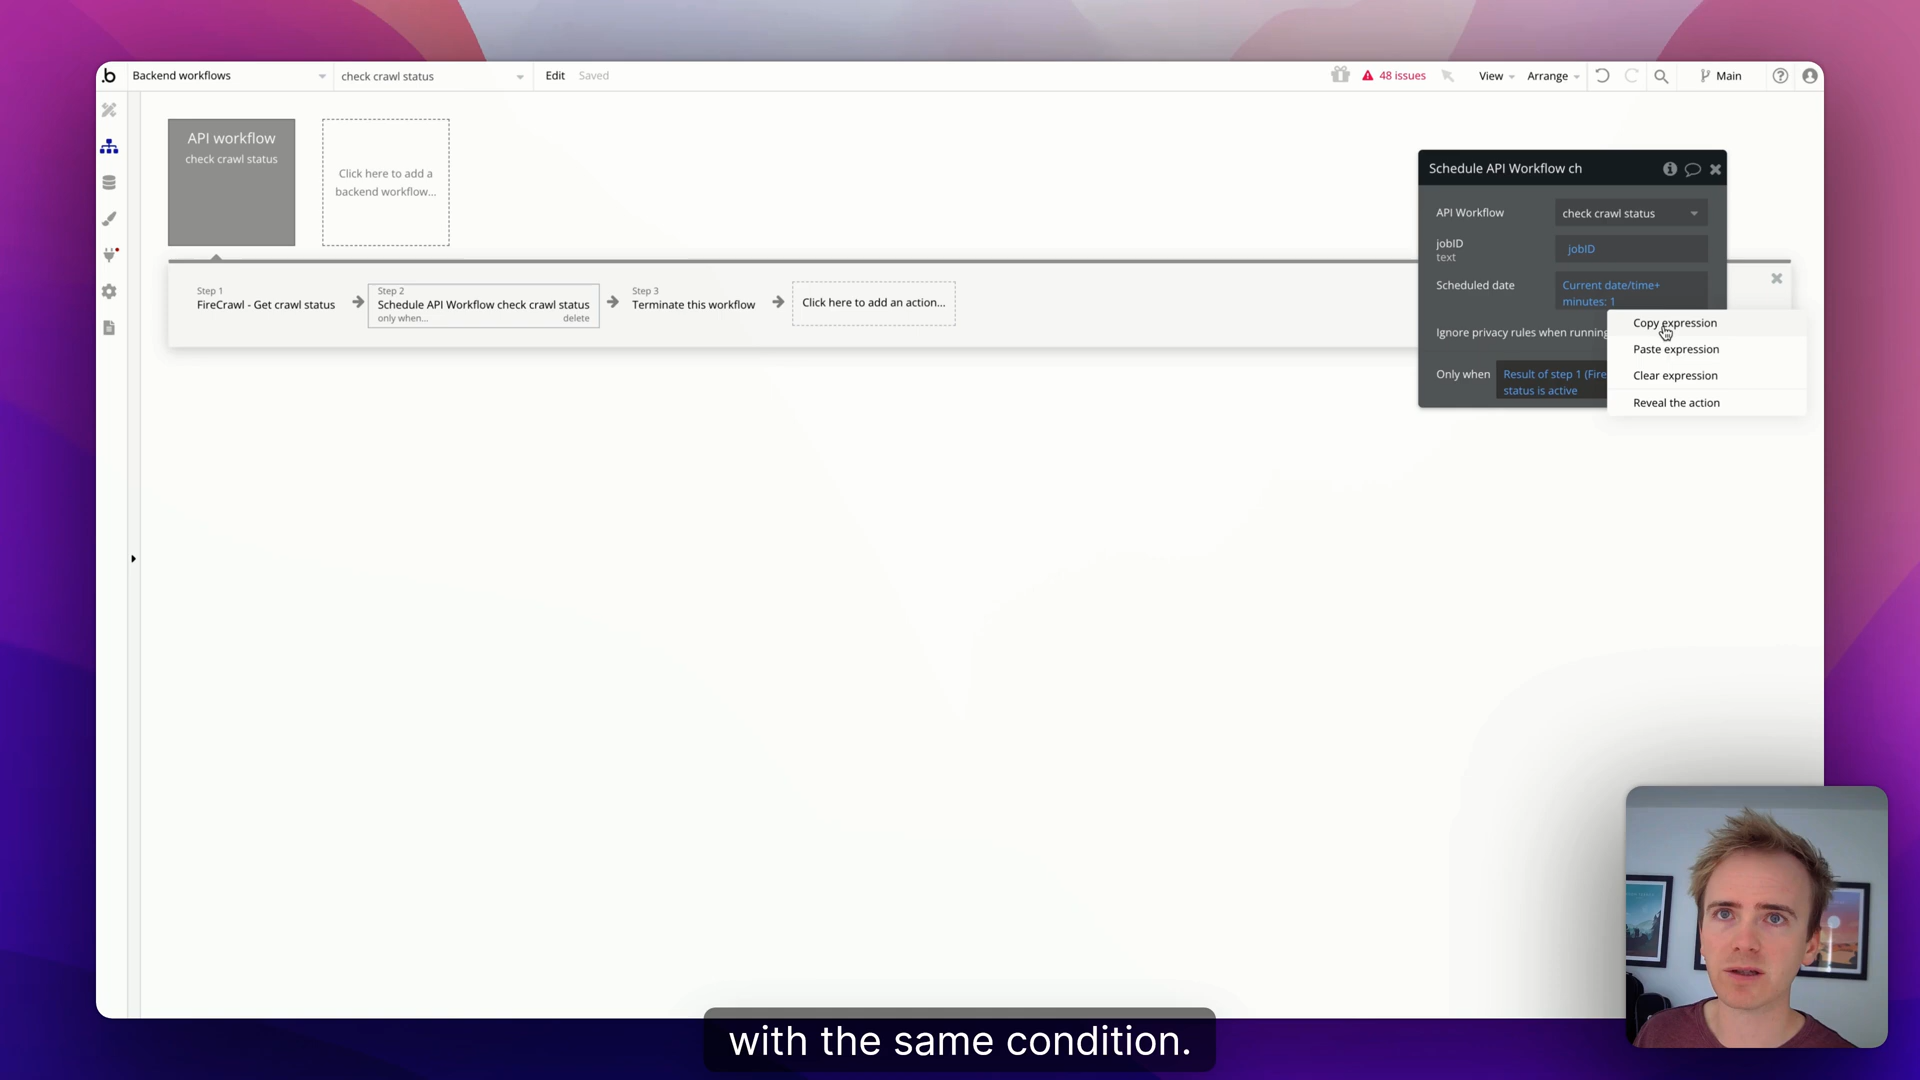 .b
Backend workflows
check crawl status
Edit
Saved
48 issues
View
Arrange
Main
API workflow
check crawl status
Click here to add a
backend workflow...
Schedule API Workflow ch
API Workflow
check crawl status
jobID
text
jobID
Scheduled date
Current date/time+
minutes: 1
Ignore privacy rules when running
Only when
Result of step 1 (Fire
status is active
Copy expression
Paste expression
Clear expression
Reveal the action
Step 1
FireCrawl - Get crawl status
Step 2
Schedule API Workflow check crawl status
only when...
delete
Step 3
Terminate this workflow
Click here to add an action...
with the same condition.